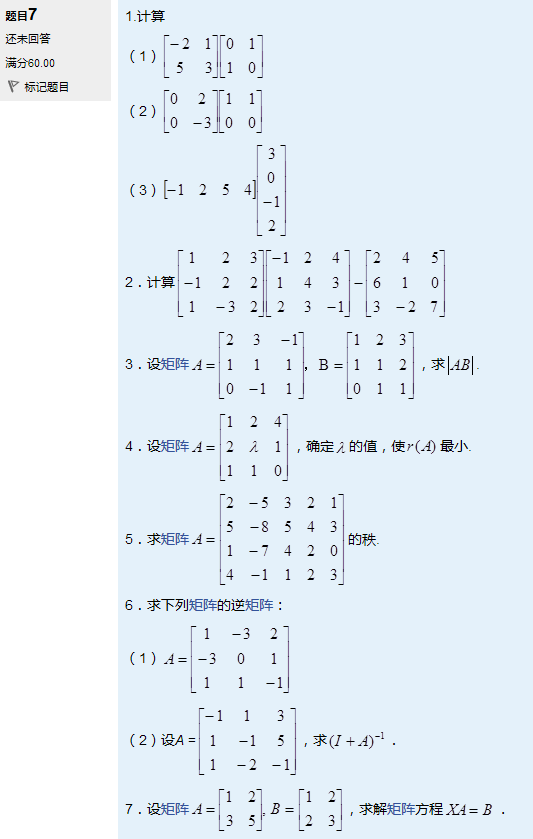 题目7
还未回答
满分60.00
标记题目
1.计算
（1）[-2 1; 5 3][0 1; 1 0]
（2）[0 2; 0 -3][1 1; 0 0]
（3）[-1 2 5 4][3; 0; -1; 2]
2．计算[1 2 3; -1 2 2; 1 -3 2][-1 2 4; 1 4 3; 2 3 -1]-[2 4 5; 6 1 0; 3 -2 7]
3．设矩阵A=[2 3 -1; 1 1 1; 0 -1 1]，B=[1 2 3; 1 1 2; 0 1 1]，求|AB|.
4．设矩阵A=[1 2 4; 2 λ 1; 1 1 0]，确定λ的值，使r(A)最小.
5．求矩阵A=[2 -5 3 2 1; 5 -8 5 4 3; 1 -7 4 2 0; 4 -1 1 2 3]的秩.
6．求下列矩阵的逆矩阵：
（1）A=[1 -3 2; -3 0 1; 1 1 -1]
（2）设A=[-1 1 3; 1 -1 5; 1 -2 -1]，求(I+A)⁻¹．
7．设矩阵A=[1 2; 3 5], B=[1 2; 2 3]，求解矩阵方程XA=B．